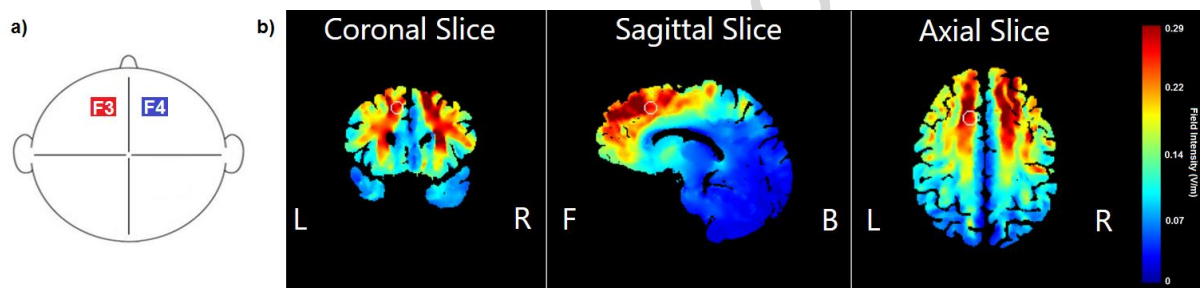 a)
F3
F4
b)
Coronal Slice
L
R
Sagittal Slice
F
B
Axial Slice
L
R
0.29
0.22
0.14
0.07
0
Field Intensity (V/m)